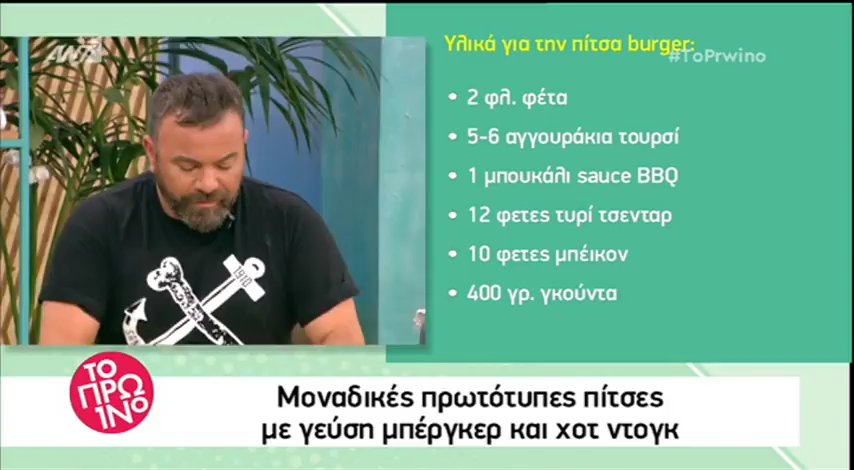 ΑΝΤ1
Υλικά για την πίτσα burger:
#ToPrwino
• 2 φλ. φέτα
• 5-6 αγγουράκια τουρσί
• 1 μπουκάλι sauce BBQ
• 12 φετες τυρί τσενταρ
• 10 φετες μπέικον
• 400 γρ. γκούντα
1910
ΤΟ
ΠΡΩ
ΙΝΟ
Μοναδικές πρωτότυπες πίτσες
με γεύση μπέργκερ και χοτ ντογκ